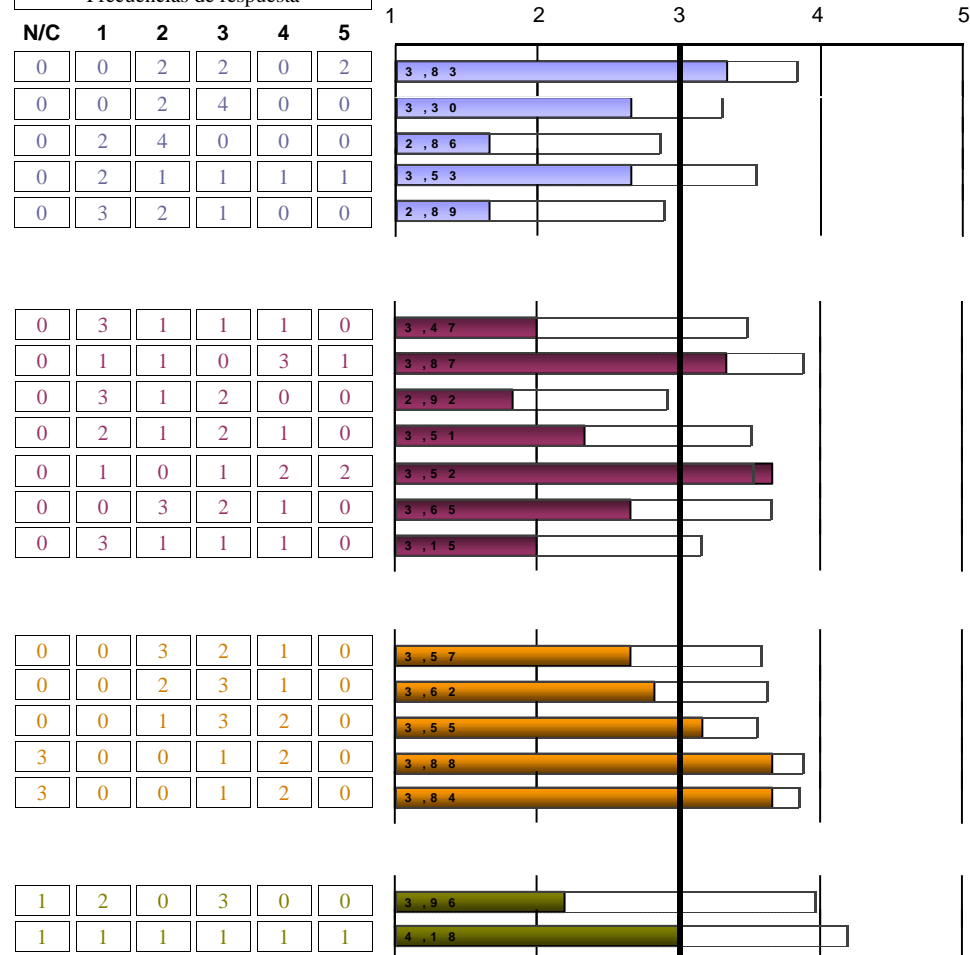 Frecuencias de respuesta
1 2 3 4 5
N/C 1 2 3 4 5
0 0 2 2 0 2 3,83
0 0 2 4 0 0 3,30
0 2 4 0 0 0 2,86
0 2 1 1 1 1 3,53
0 3 2 1 0 0 2,89
0 3 1 1 1 0 3,47
0 1 1 0 3 1 3,87
0 3 1 2 0 0 2,92
0 2 1 2 1 0 3,51
0 1 0 1 2 2 3,52
0 0 3 2 1 0 3,65
0 3 1 1 1 0 3,15
0 0 3 2 1 0 3,57
0 0 2 3 1 0 3,62
0 0 1 3 2 0 3,55
3 0 0 1 2 0 3,88
3 0 0 1 2 0 3,84
1 2 0 3 0 0 3,96
1 1 1 1 1 1 4,18